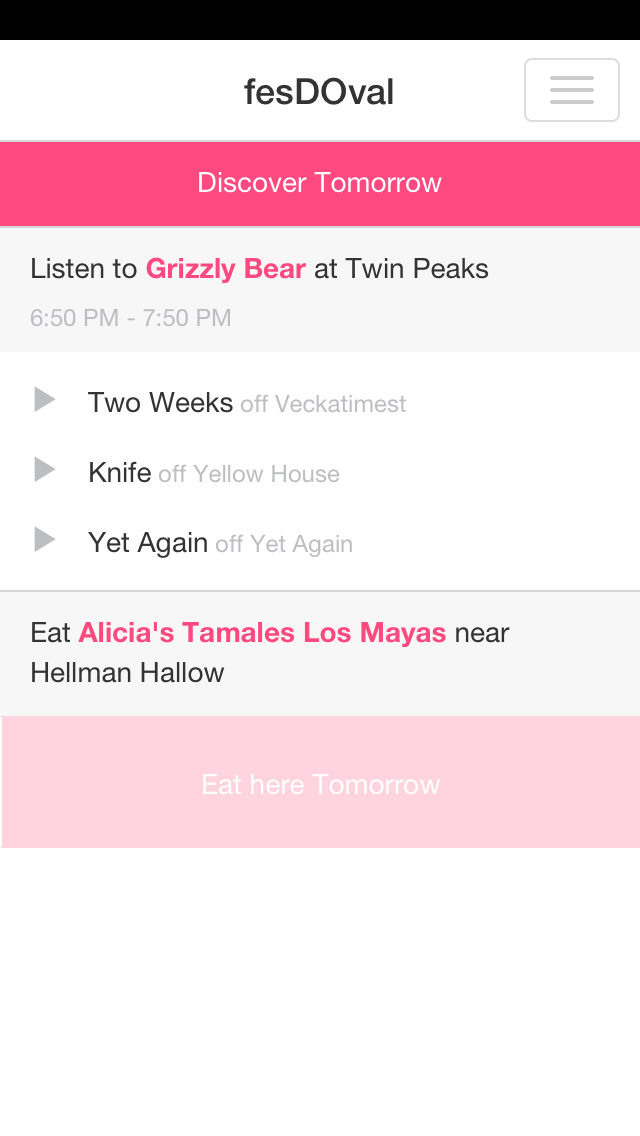 fesDOval
Discover Tomorrow
Listen to Grizzly Bear at Twin Peaks
6:50 PM - 7:50 PM
Two Weeks off Veckatimest
Knife off Yellow House
Yet Again off Yet Again
Eat Alicia's Tamales Los Mayas near
Hellman Hallow
Eat here Tomorrow